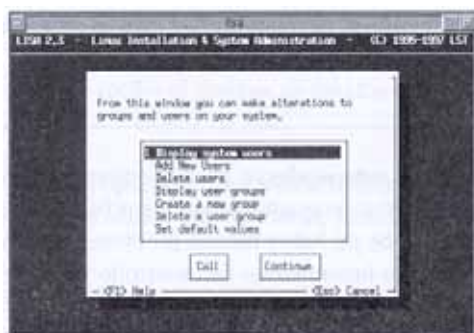 LISA 2.3 - Linux Installation & System Administration - (C) 1995-1997 LST
From this window you can make alterations to
groups and users on your system.
Display system users
Add New Users
Delete users
Display user groups
Create a new group
Delete a user group
Set default values
Call Continue
<F1> Help <Esc> Cancel